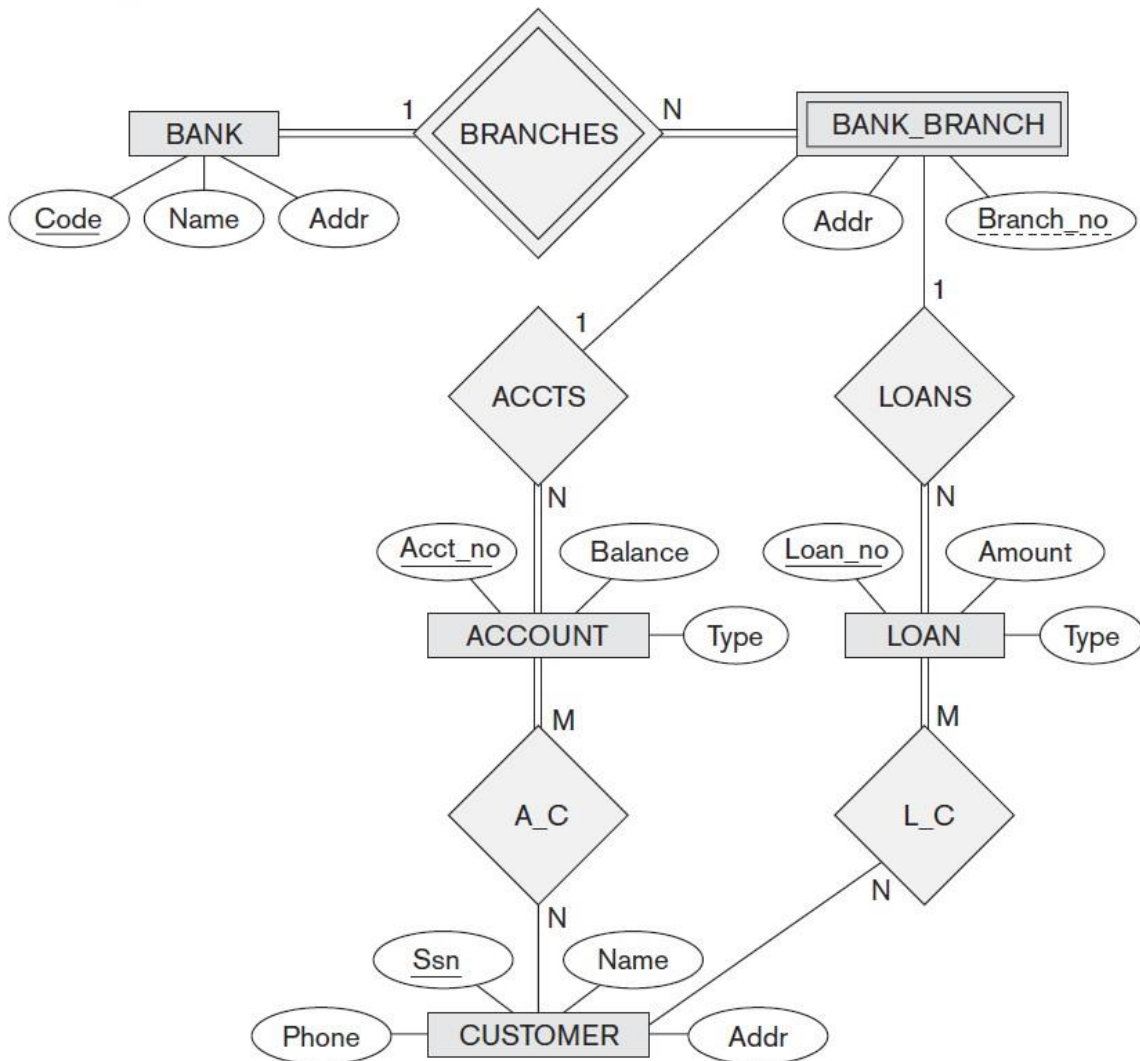 1 N
BANK BRANCHES BANK_BRANCH
Code Name Addr Addr Branch_no
1 1
ACCTS LOANS
N N
Acct_no Balance Loan_no Amount
ACCOUNT Type LOAN Type
M M
A_C L_C
N N
Ssn Name
Phone CUSTOMER Addr